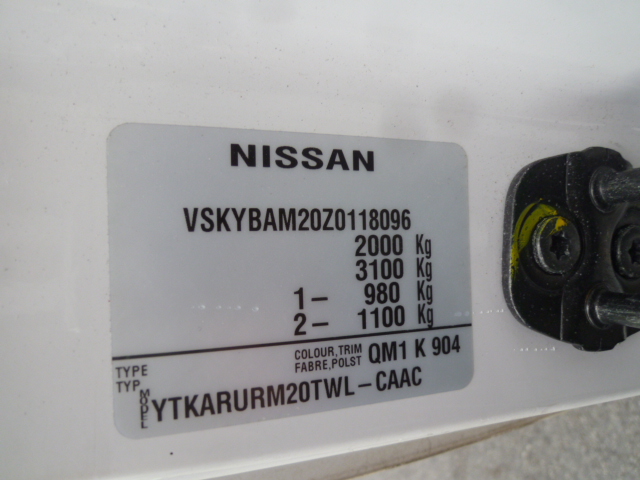 NISSAN
VSKYBAM20Z0118096
2000 Kg
3100 Kg
1- 980 Kg
2- 1100 Kg
TYPE
TYP
COLOUR,TRIM
FABRE,POLST
QM1 K 904
MODEL
YTKARURM20TWL-CAAC